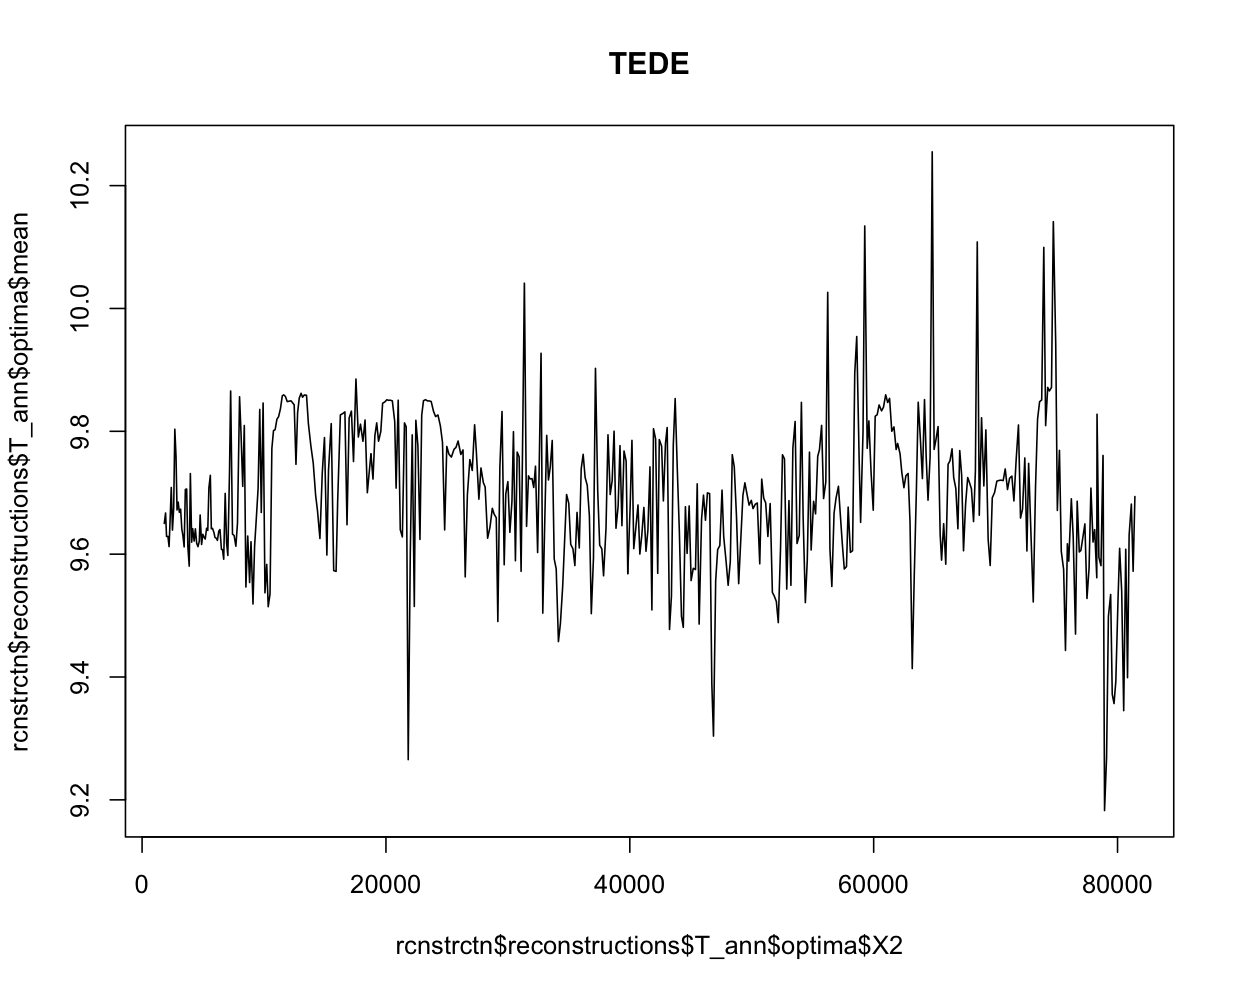 TEDE
rcnstrctn$reconstructions$T_ann$optima$mean
10.2
10.0
9.8
9.6
9.4
9.2
0 20000 40000 60000 80000
rcnstrctn$reconstructions$T_ann$optima$X2